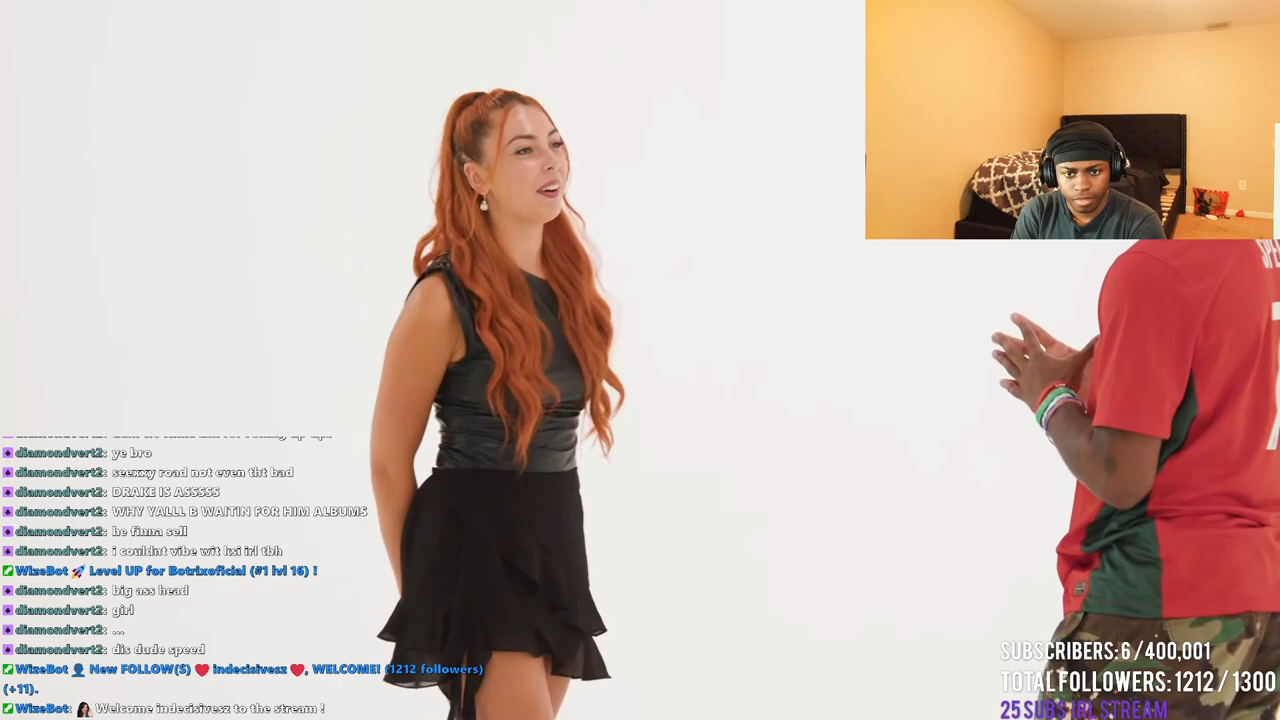 diamondvert2: ye bro
diamondvert2: seexxy road not even tht bad
diamondvert2: DRAKE IS ASSSSS
diamondvert2: WHY YALLL B WAITIN FOR HIM ALBUMS
diamondvert2: he finna sell
diamondvert2: i couldnt vibe wit ksi irl tbh
WizeBot 🚀 Level UP for Botrixoficial (#1 lvl 16) !
diamondvert2: big ass head
diamondvert2: girl
diamondvert2: ...
diamondvert2: dis dude speed
WizeBot 👤 New FOLLOW(S) ❤️ indecisivesz ❤️, WELCOME! (1212 followers)
(+11).
WizeBot: Welcome indecisivesz to the stream !
SUBSCRIBERS: 6 / 400,001
TOTAL FOLLOWERS: 1212 / 1300
25 SUBS IRL STREAM